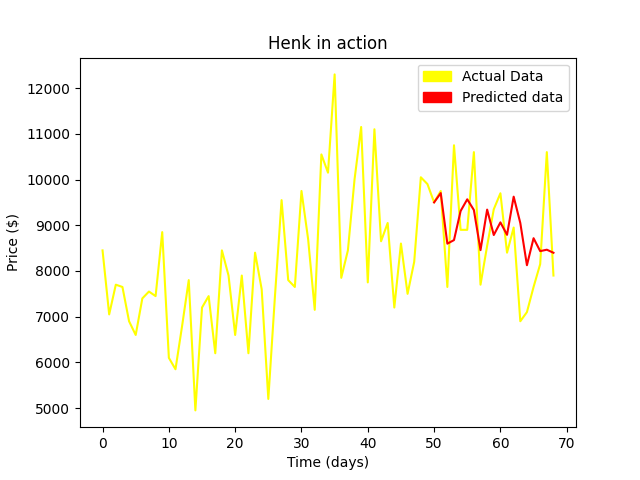 Henk in action
Actual Data
Predicted data
12000
11000
10000
9000
8000
7000
6000
5000
Price ($)
0 10 20 30 40 50 60 70
Time (days)